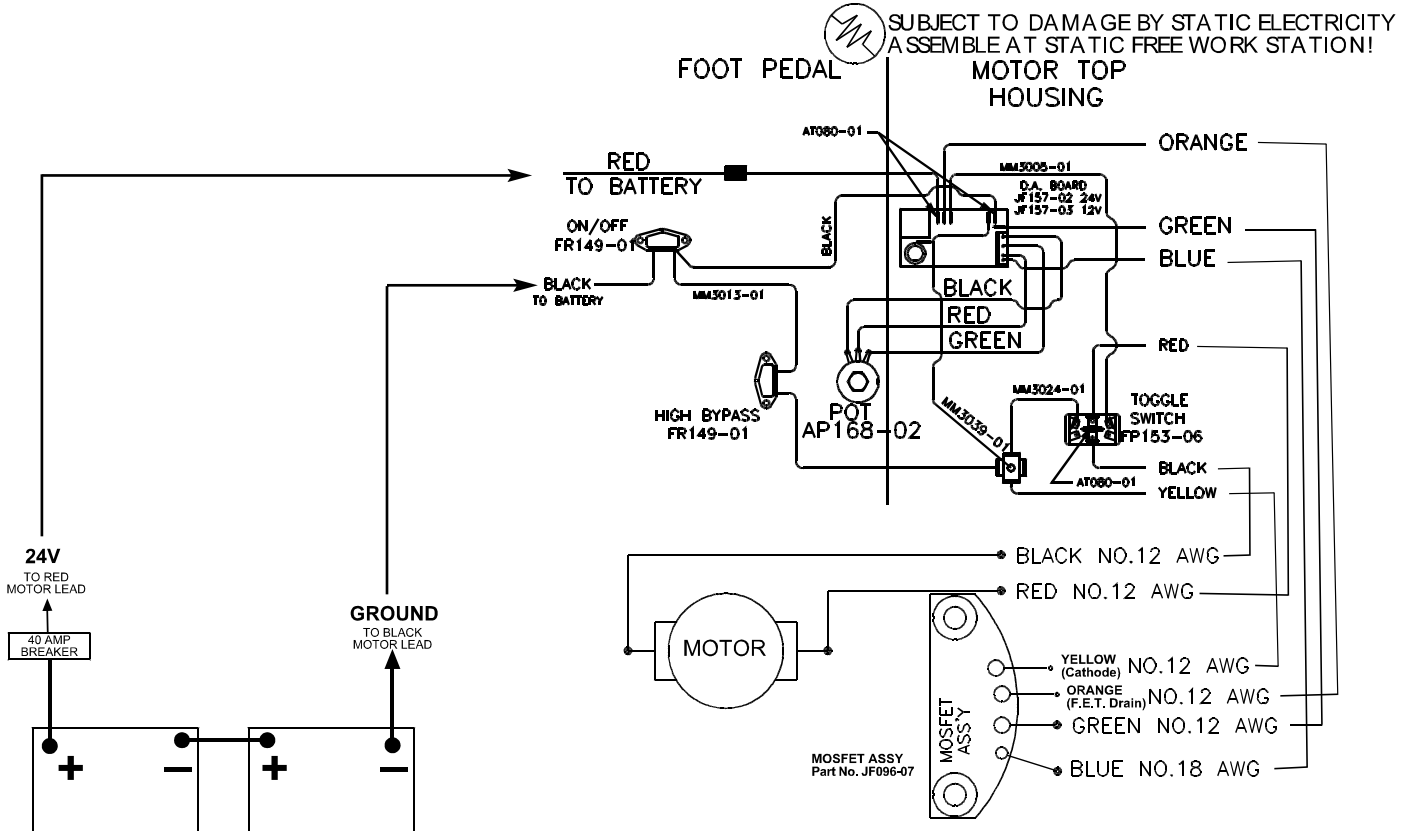 SUBJECT TO DAMAGE BY STATIC ELECTRICITY
ASSEMBLE AT STATIC FREE WORK STATION!
FOOT PEDAL
MOTOR TOP
HOUSING
AT080-01
ORANGE
RED
TO BATTERY
MM3005-01
D.A. BOARD
JF157-02 24V
JF157-03 12V
ON/OFF
FR149-01
BLACK
GREEN
BLUE
BLACK
TO BATTERY
MM3013-01
BLACK
RED
GREEN
RED
MM3024-01
TOGGLE
SWITCH
FP153-06
HIGH BYPASS
FR149-01
POT
AP168-02
MM3039-01
BLACK
AT080-01
YELLOW
24V
TO RED
MOTOR LEAD
40 AMP
BREAKER
GROUND
TO BLACK
MOTOR LEAD
BLACK NO.12 AWG
RED NO.12 AWG
MOTOR
YELLOW
(Cathode)
NO.12 AWG
ORANGE
(F.E.T. Drain)
NO.12 AWG
GREEN NO.12 AWG
BLUE NO.18 AWG
MOSFET
ASS'Y
MOSFET ASSY
Part No. JF096-07
+
−
+
−